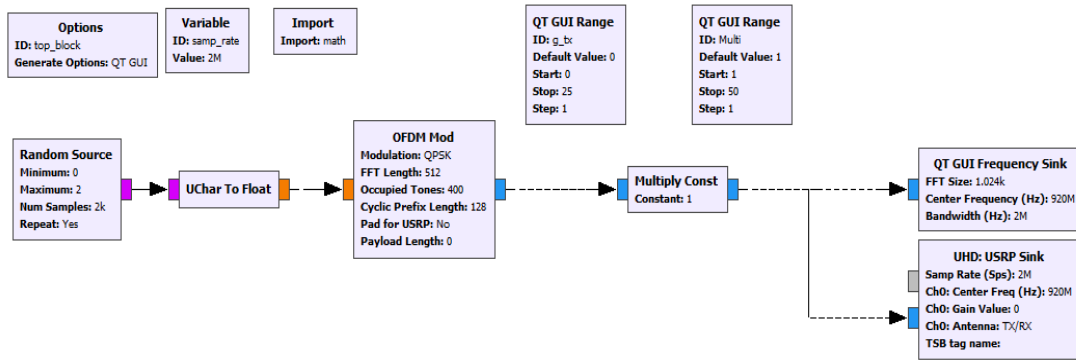 Options
ID: top_block
Generate Options: QT GUI
Variable
ID: samp_rate
Value: 2M
Import
Import: math
QT GUI Range
ID: g_tx
Default Value: 0
Start: 0
Stop: 25
Step: 1
QT GUI Range
ID: Multi
Default Value: 1
Start: 1
Stop: 50
Step: 1
Random Source
Minimum: 0
Maximum: 2
Num Samples: 2k
Repeat: Yes
UChar To Float
OFDM Mod
Modulation: QPSK
FFT Length: 512
Occupied Tones: 400
Cyclic Prefix Length: 128
Pad for USRP: No
Payload Length: 0
Multiply Const
Constant: 1
QT GUI Frequency Sink
FFT Size: 1.024k
Center Frequency (Hz): 920M
Bandwidth (Hz): 2M
UHD: USRP Sink
Samp Rate (Sps): 2M
Ch0: Center Freq (Hz): 920M
Ch0: Gain Value: 0
Ch0: Antenna: TX/RX
TSB tag name: